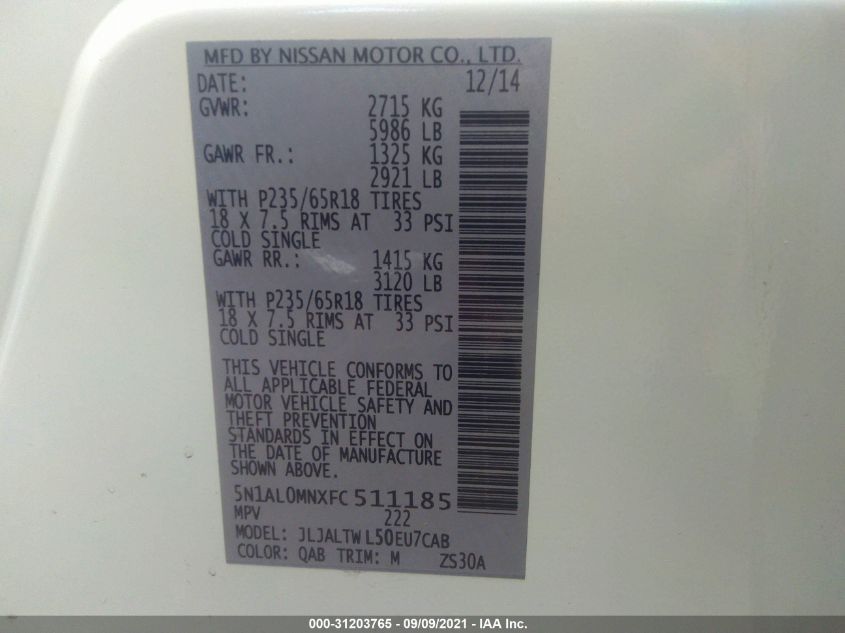 MFD BY NISSAN MOTOR CO., LTD.
DATE: 12/14
GVWR: 2715 KG
5986 LB
GAWR FR.: 1325 KG
2921 LB
WITH P235/65R18 TIRES
18 X 7.5 RIMS AT 33 PSI
COLD SINGLE
GAWR RR.: 1415 KG
3120 LB
WITH P235/65R18 TIRES
18 X 7.5 RIMS AT 33 PSI
COLD SINGLE
THIS VEHICLE CONFORMS TO
ALL APPLICABLE FEDERAL
MOTOR VEHICLE SAFETY AND
THEFT PREVENTION
STANDARDS IN EFFECT ON
THE DATE OF MANUFACTURE
SHOWN ABOVE.
5N1AL0MNXFC511185
MPV 222
MODEL: JLJALTWL50EU7CAB
COLOR: QAB TRIM: M ZS30A
000-31203765 - 09/09/2021 - IAA Inc.